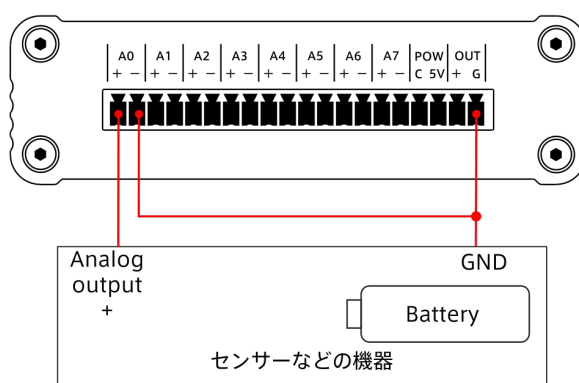 A0 A1 A2 A3 A4 A5 A6 A7 POW OUT
+ − + − + − + − + − + − + − + − C 5V + G
Analog
output
+
GND
Battery
センサーなどの機器